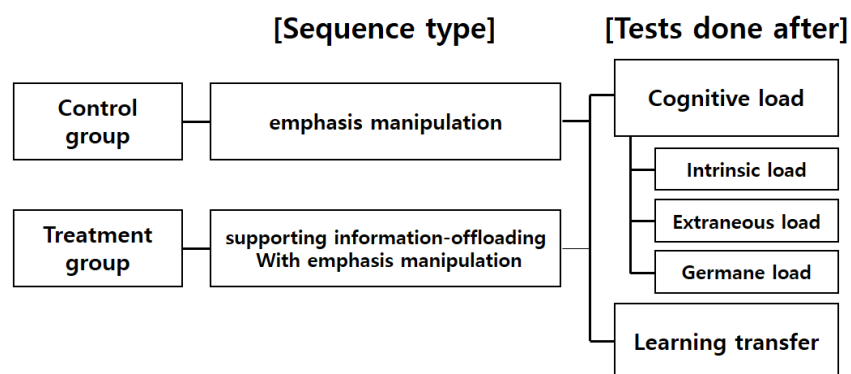 [Sequence type]
[Tests done after]
Control
group
emphasis manipulation
Cognitive load
Intrinsic load
Extraneous load
Germane load
Treatment
group
supporting information-offloading
With emphasis manipulation
Learning transfer